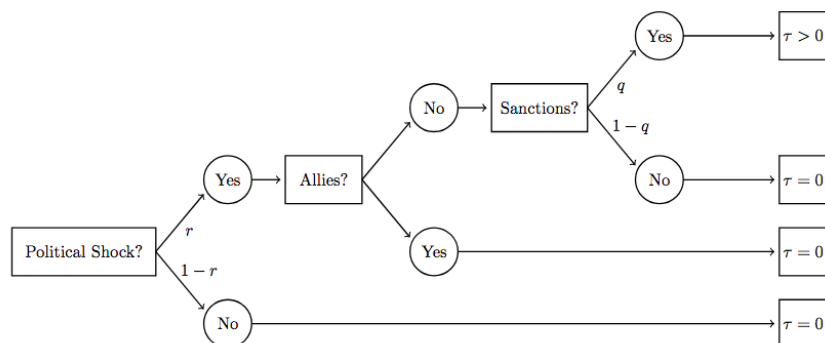 Yes
τ > 0
q
No
Sanctions?
1 − q
Yes
Allies?
No
τ = 0
r
Political Shock?
Yes
τ = 0
1 − r
No
τ = 0